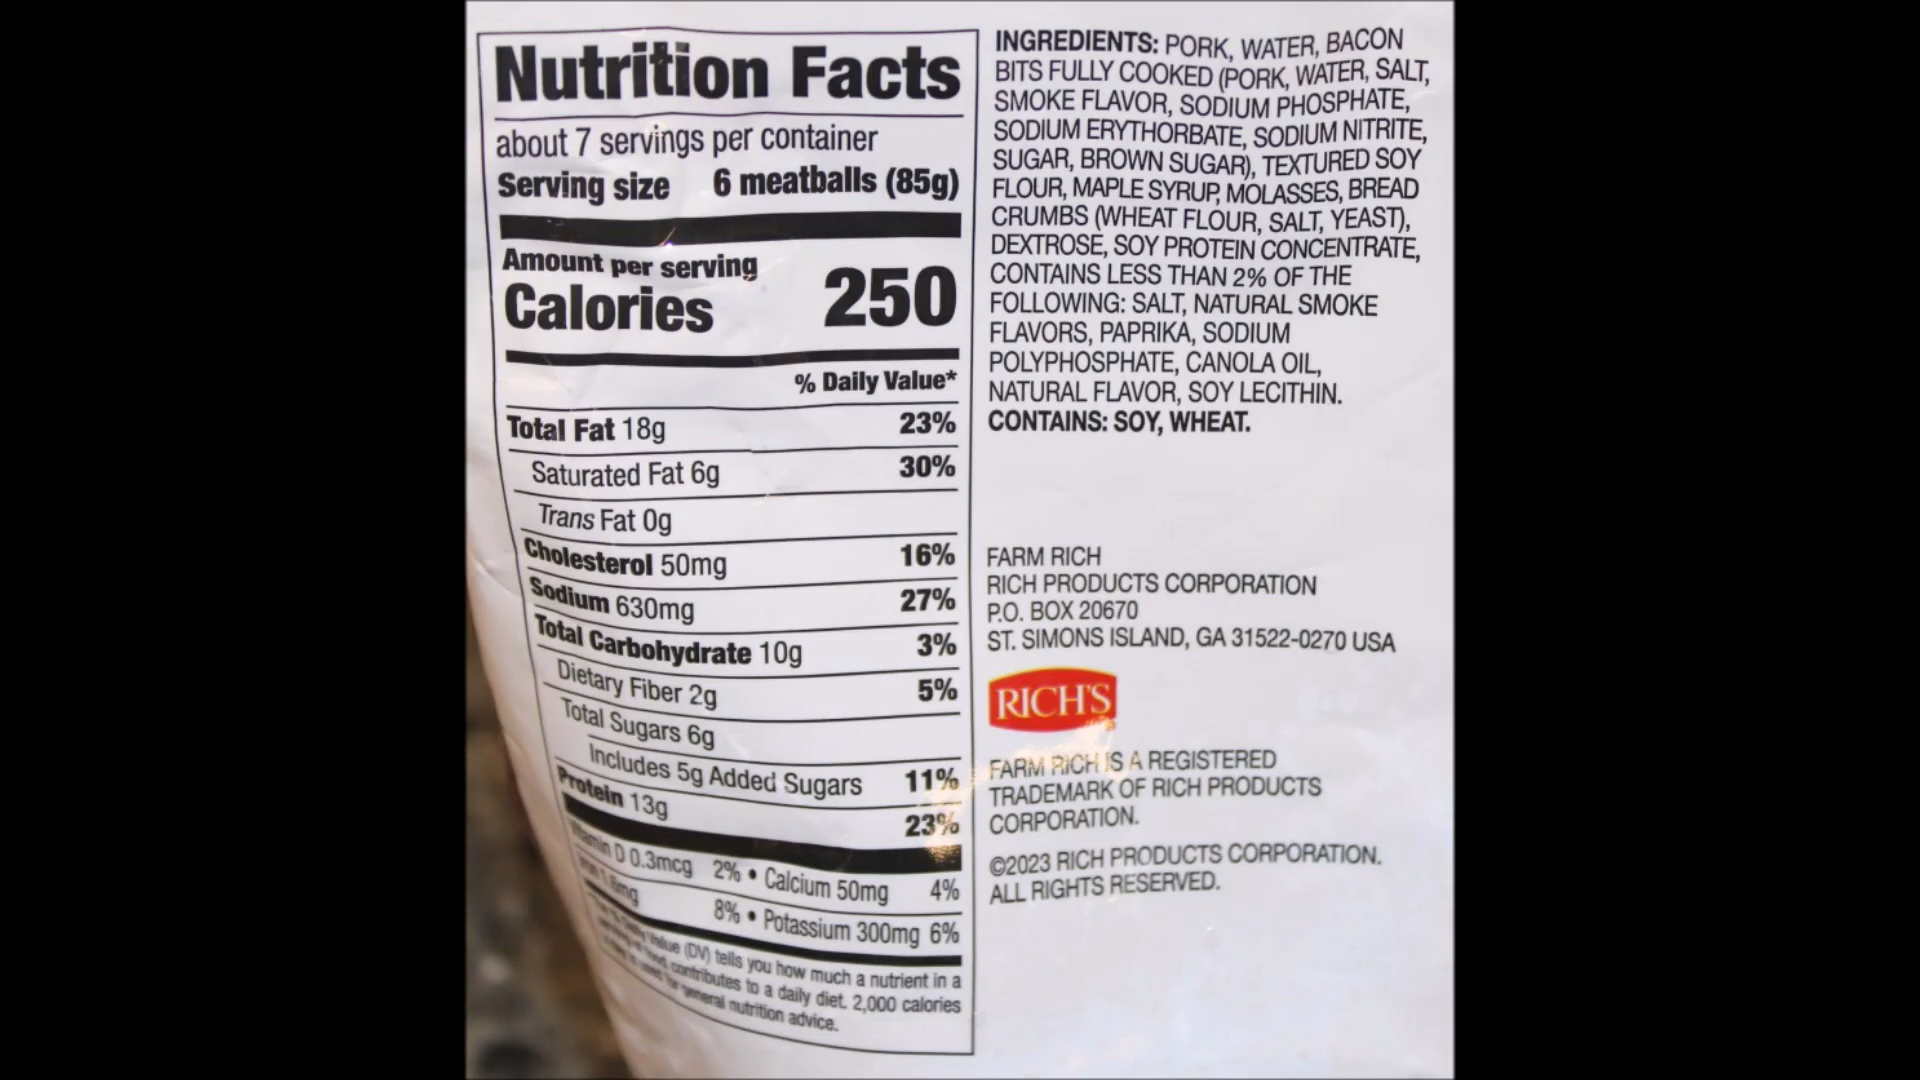 Nutrition Facts
about 7 servings per container
Serving size 6 meatballs (85g)
Amount per serving
Calories 250
% Daily Value*
Total Fat 18g 23%
Saturated Fat 6g 30%
Trans Fat 0g
Cholesterol 50mg 16%
Sodium 630mg 27%
Total Carbohydrate 10g 3%
Dietary Fiber 2g 5%
Total Sugars 6g
Includes 5g Added Sugars 11%
Protein 13g 23%
Vitamin D 0.3mcg 2% • Calcium 50mg 4%
Iron 1.8mg 8% • Potassium 300mg 6%
Value (DV) tells you how much a nutrient in a
contributes to a daily diet. 2,000 calories
general nutrition advice.
INGREDIENTS: PORK, WATER, BACON
BITS FULLY COOKED (PORK, WATER, SALT,
SMOKE FLAVOR, SODIUM PHOSPHATE,
SODIUM ERYTHORBATE, SODIUM NITRITE,
SUGAR, BROWN SUGAR), TEXTURED SOY
FLOUR, MAPLE SYRUP, MOLASSES, BREAD
CRUMBS (WHEAT FLOUR, SALT, YEAST),
DEXTROSE, SOY PROTEIN CONCENTRATE,
CONTAINS LESS THAN 2% OF THE
FOLLOWING: SALT, NATURAL SMOKE
FLAVORS, PAPRIKA, SODIUM
POLYPHOSPHATE, CANOLA OIL,
NATURAL FLAVOR, SOY LECITHIN.
CONTAINS: SOY, WHEAT.
FARM RICH
RICH PRODUCTS CORPORATION
P.O. BOX 20670
ST. SIMONS ISLAND, GA 31522-0270 USA
RICH'S
FARM RICH IS A REGISTERED
TRADEMARK OF RICH PRODUCTS
CORPORATION.
©2023 RICH PRODUCTS CORPORATION.
ALL RIGHTS RESERVED.